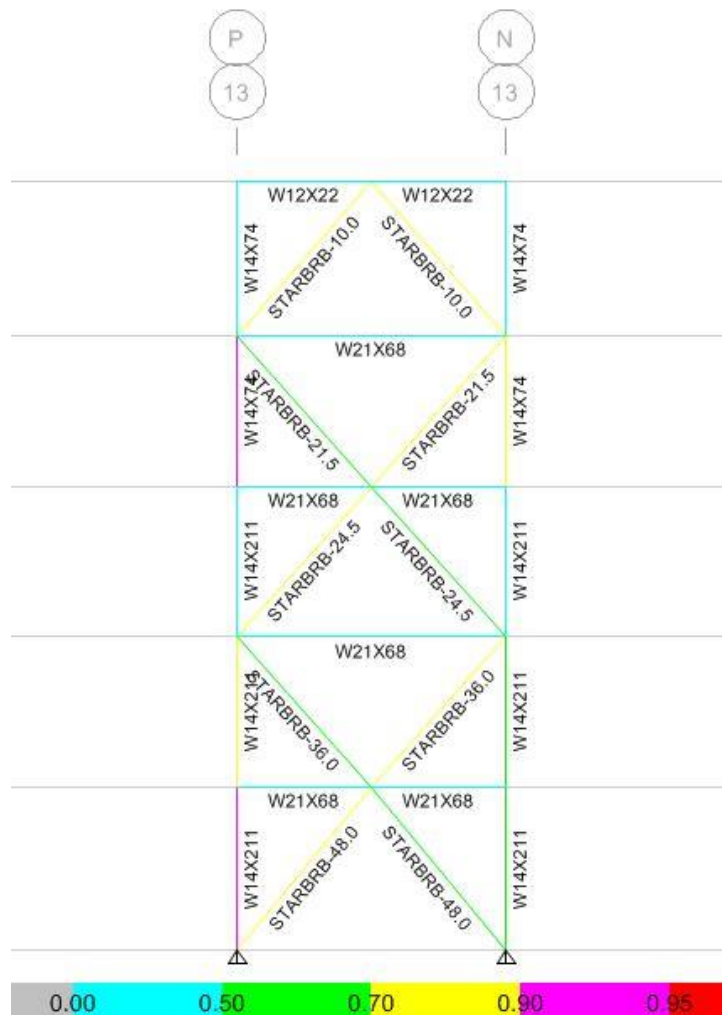 P N
13 13
W12X22 W12X22
W14X74 STARBRB-10.0 STARBRB-10.0 W14X74
W21X68
W14X74 STARBRB-21.5 STARBRB-21.5 W14X74
W21X68 W21X68
W14X211 STARBRB-24.5 STARBRB-24.5 W14X211
W21X68
W14X211 STARBRB-36.0 STARBRB-36.0 W14X211
W21X68 W21X68
W14X211 STARBRB-48.0 STARBRB-48.0 W14X211
0.00 0.50 0.70 0.90 0.95